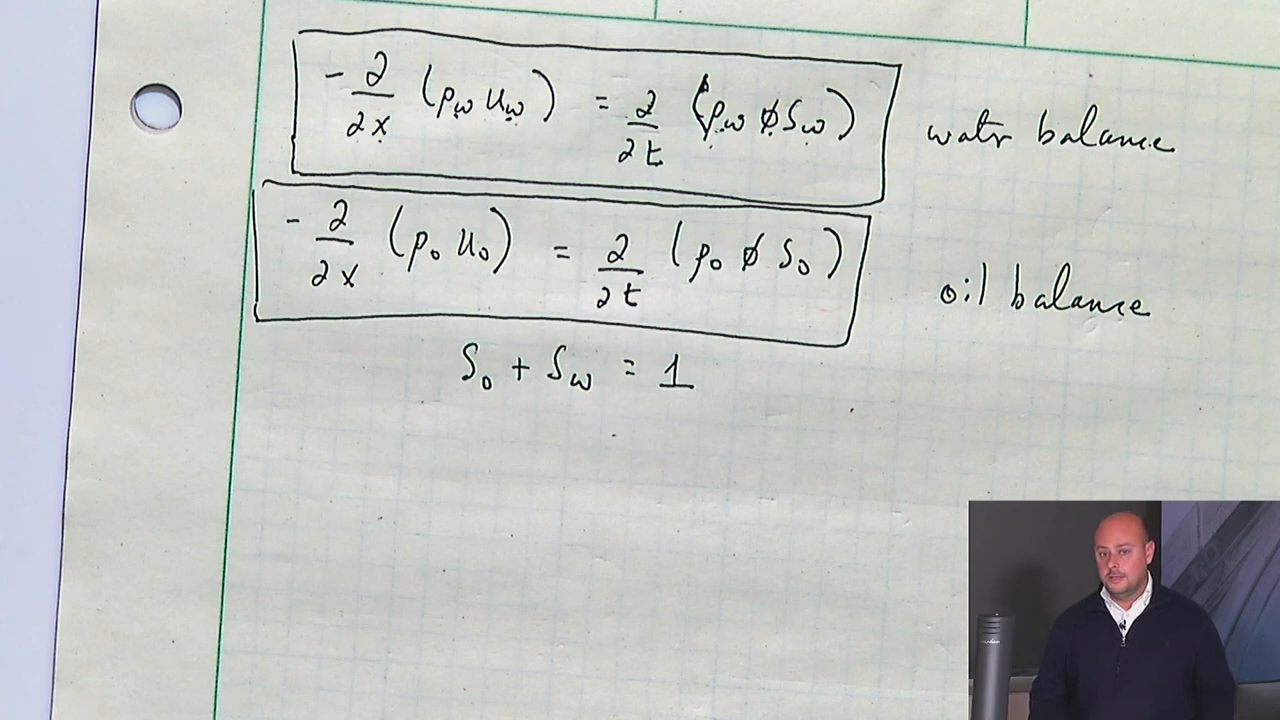 - ∂/∂x (ρw uw) = ∂/∂t (ρw ϕ Sw) water balance
- ∂/∂x (ρo uo) = ∂/∂t (ρo ϕ So) oil balance
So + Sw = 1